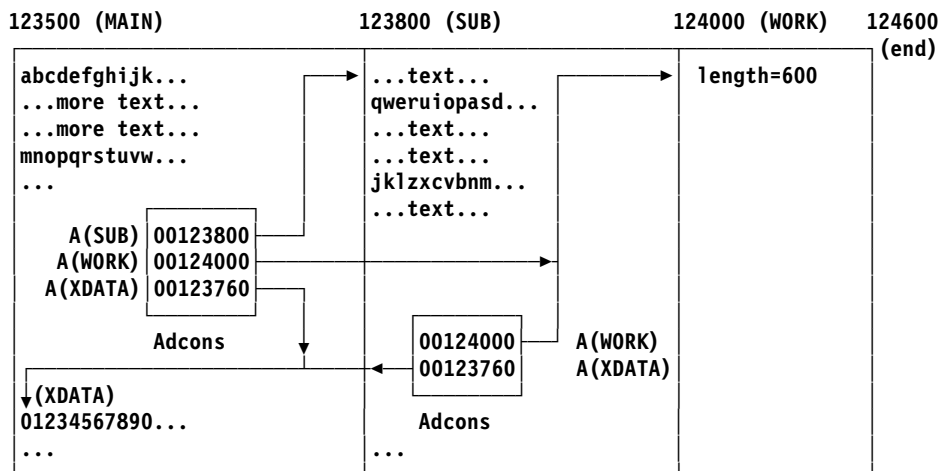 123500 (MAIN) 123800 (SUB) 124000 (WORK) 124600
(end)
abcdefghijk... ...text... length=600
...more text... qweruiopasd...
...more text... ...text...
mnopqrstuvw... ...text...
... jklzxcvbnm...
...text...
A(SUB) 00123800
A(WORK) 00124000
A(XDATA) 00123760
Adcons 00124000 A(WORK)
00123760 A(XDATA)
(XDATA)
01234567890... Adcons
... ...